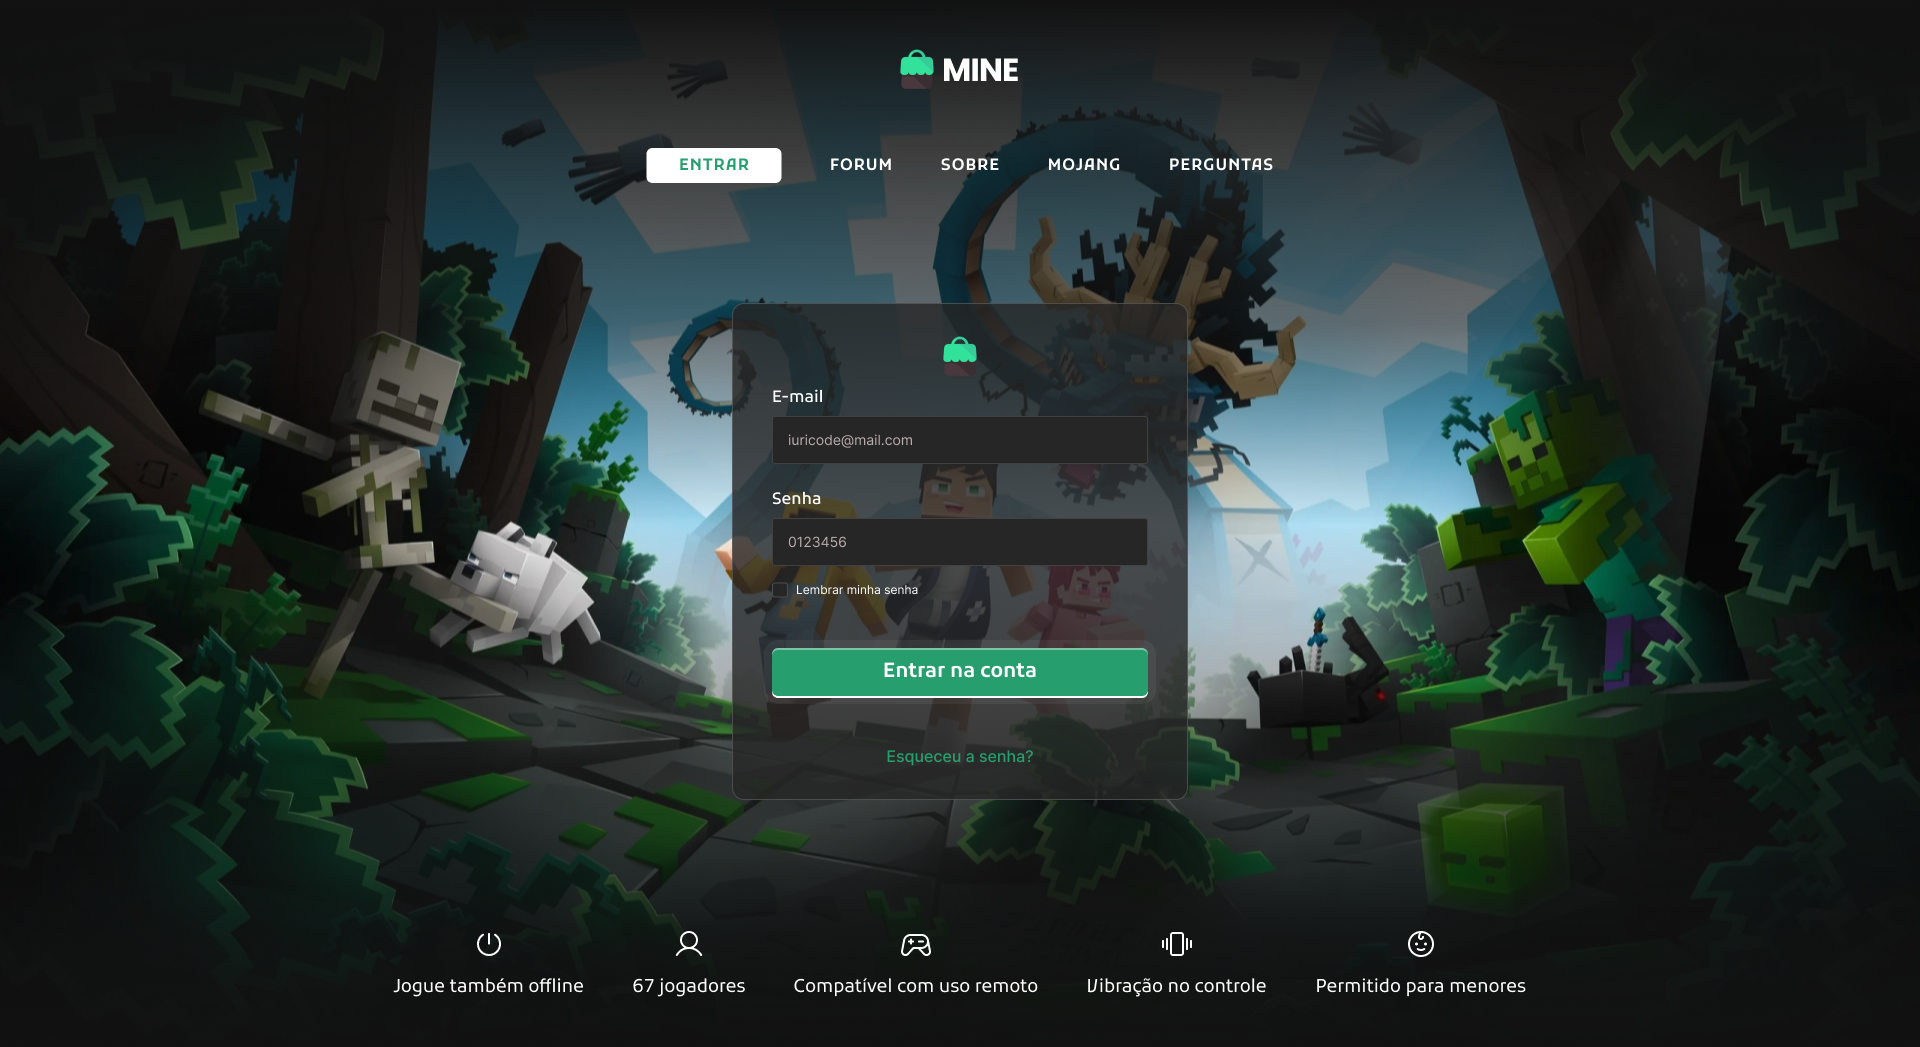 MINE
ENTRAR FORUM SOBRE MOJANG PERGUNTAS
E-mail
iuricode@mail.com
Senha
0123456
Lembrar minha senha
Entrar na conta
Esqueceu a senha?
Jogue também offline 67 jogadores Compatível com uso remoto Vibração no controle Permitido para menores